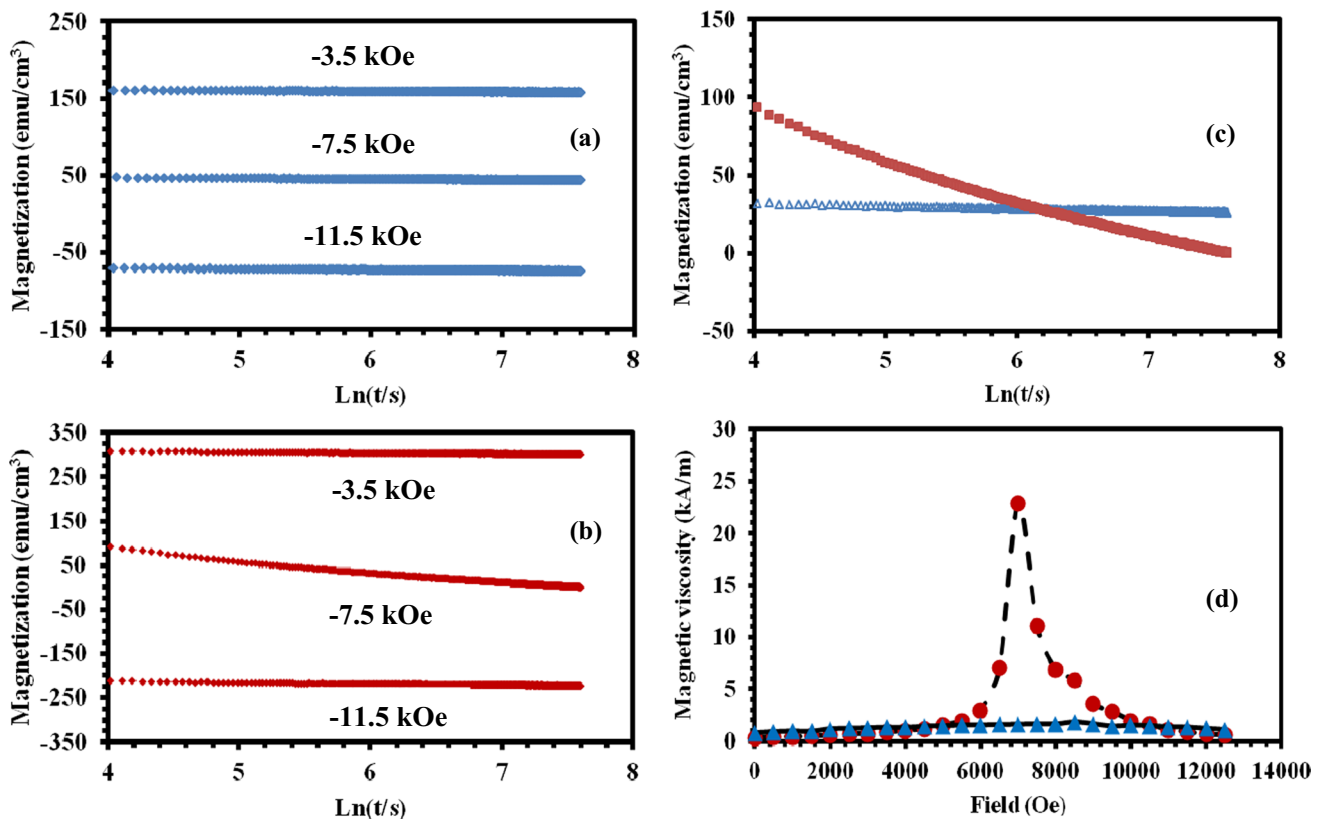 250
150
50
-50
-150
4
5
6
7
8
Magnetization (emu/cm³)
Ln(t/s)
-3.5 kOe
-7.5 kOe
-11.5 kOe
(a)
150
100
50
0
-50
4
5
6
7
8
Magnetization (emu/cm³)
Ln(t/s)
(c)
350
250
150
50
-50
-150
-250
-350
4
5
6
7
8
Magnetization (emu/cm³)
Ln(t/s)
-3.5 kOe
-7.5 kOe
-11.5 kOe
(b)
30
25
20
15
10
5
0
0
2000
4000
6000
8000
10000
12000
14000
Magnetic viscosity (kA/m)
Field (Oe)
(d)